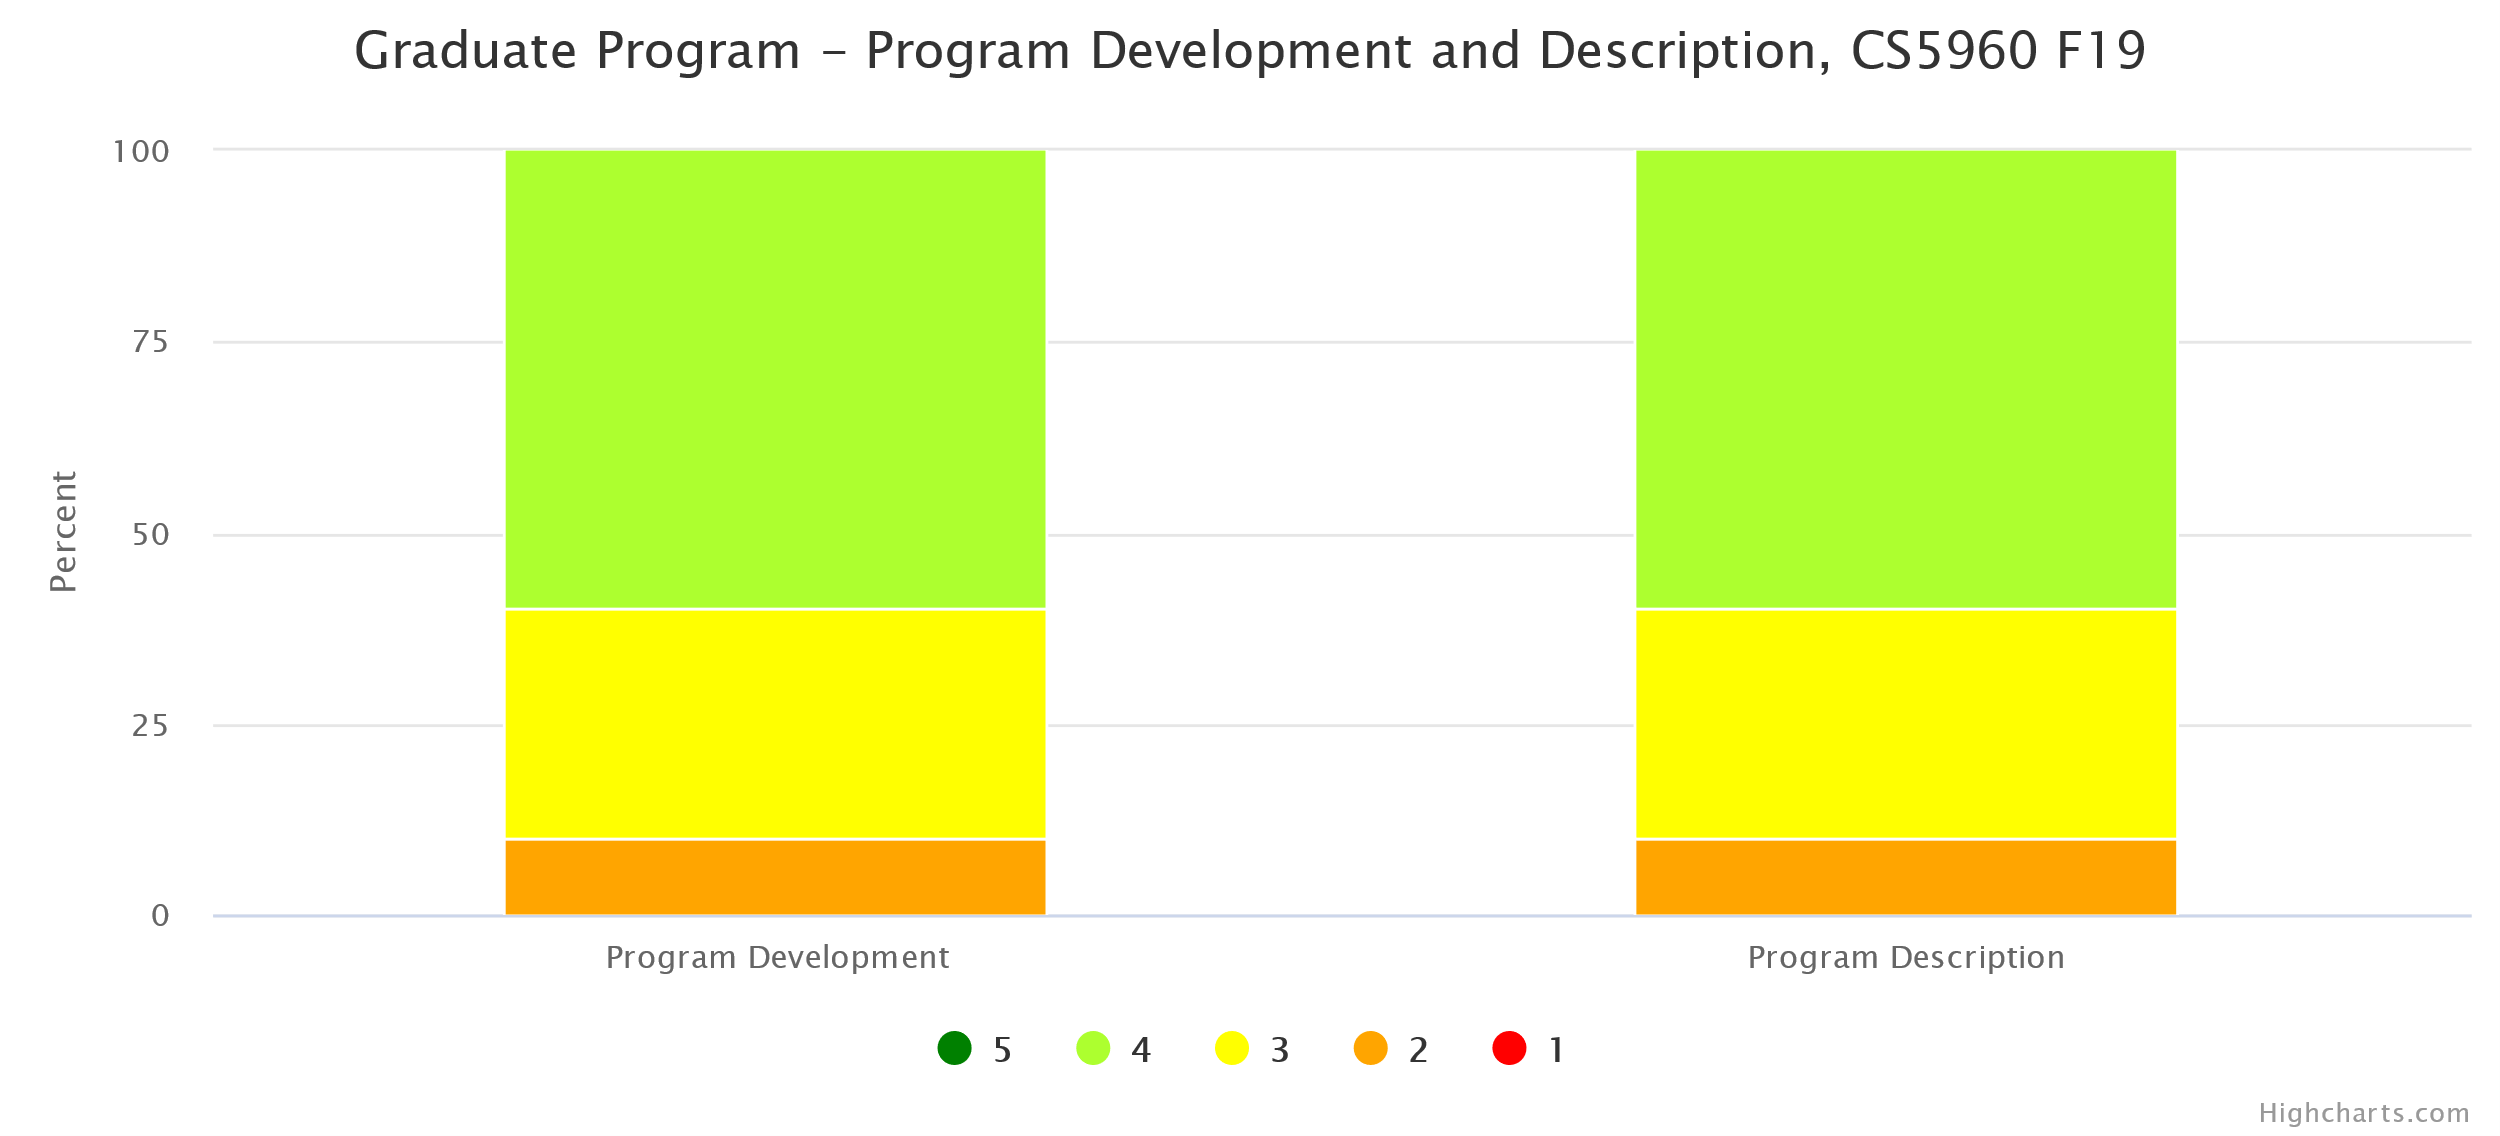 Graduate Program – Program Development and Description, CS5960 F19
100
75
50
25
0
Percent
Program Development
Program Description
5 4 3 2 1
Highcharts.com